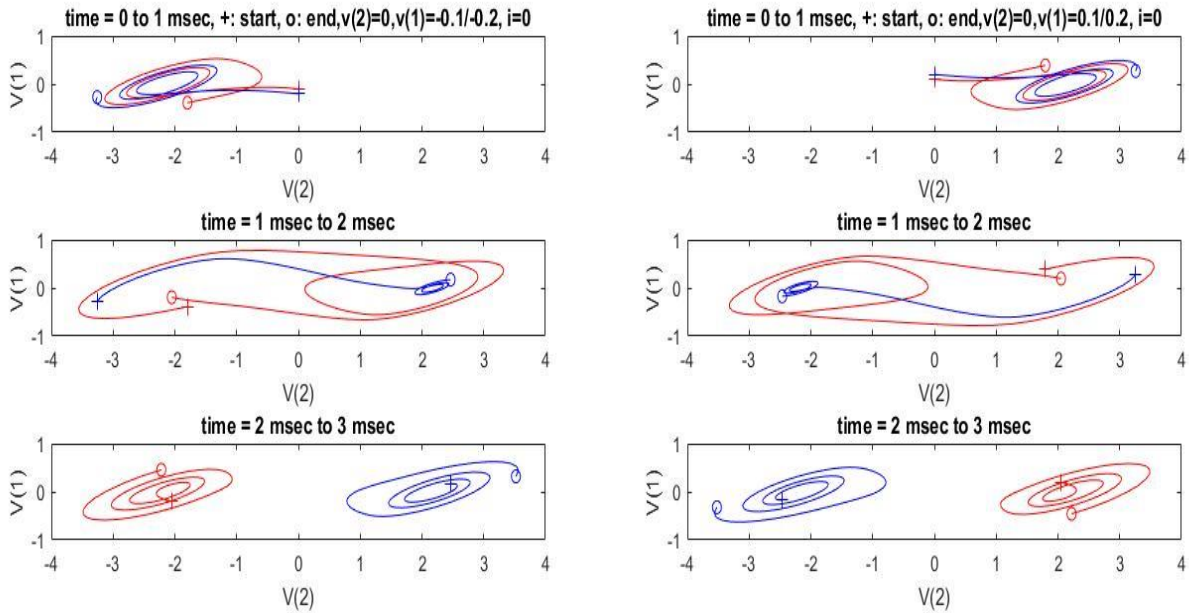 time = 0 to 1 msec, +: start, o: end,v(2)=0,v(1)=-0.1/-0.2, i=0
1
0
-1
V(1)
-4 -3 -2 -1 0 1 2 3 4
V(2)
time = 1 msec to 2 msec
1
0
-1
V(1)
-4 -3 -2 -1 0 1 2 3 4
V(2)
time = 2 msec to 3 msec
1
0
-1
V(1)
-4 -3 -2 -1 0 1 2 3 4
V(2)
time = 0 to 1 msec, +: start, o: end,v(2)=0,v(1)=0.1/0.2, i=0
1
0
-1
V(1)
-4 -3 -2 -1 0 1 2 3 4
V(2)
time = 1 msec to 2 msec
1
0
-1
V(1)
-4 -3 -2 -1 0 1 2 3 4
V(2)
time = 2 msec to 3 msec
1
0
-1
V(1)
-4 -3 -2 -1 0 1 2 3 4
V(2)